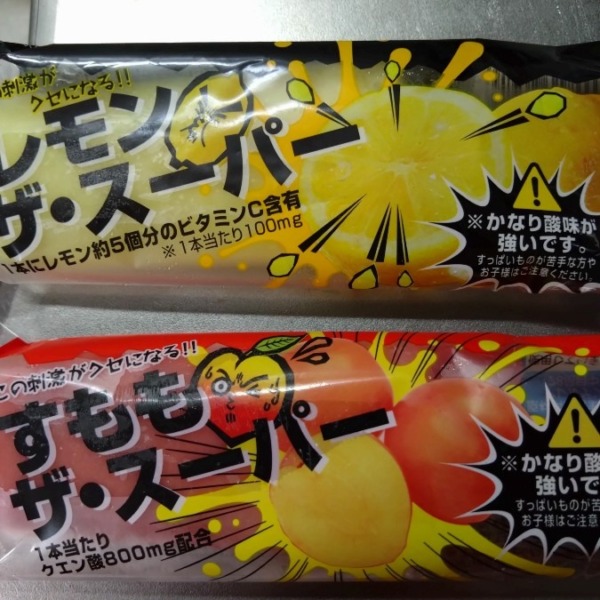 の刺激が
クセになる!!
レモン
ザ・スーパー
1本にレモン約5個分のビタミンC含有
※1本当たり100mg
※かなり酸味が
強いです。
すっぱいものが苦手な方や
お子様はご注意ください。
この刺激がクセになる!!
すもも
ザ・スーパー
1本当たり
クエン酸800mg配合
※かなり酸
強いで
すっぱいものが苦
お子様はご注意